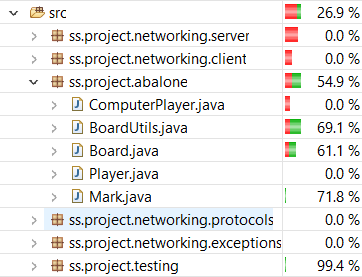 src 26.9 %
ss.project.networking.server 0.0 %
ss.project.networking.client 0.0 %
ss.project.abalone 54.9 %
ComputerPlayer.java 0.0 %
BoardUtils.java 69.1 %
Board.java 61.1 %
Player.java 0.0 %
Mark.java 71.8 %
ss.project.networking.protocols 0.0 %
ss.project.networking.exceptions 0.0 %
ss.project.testing 99.4 %